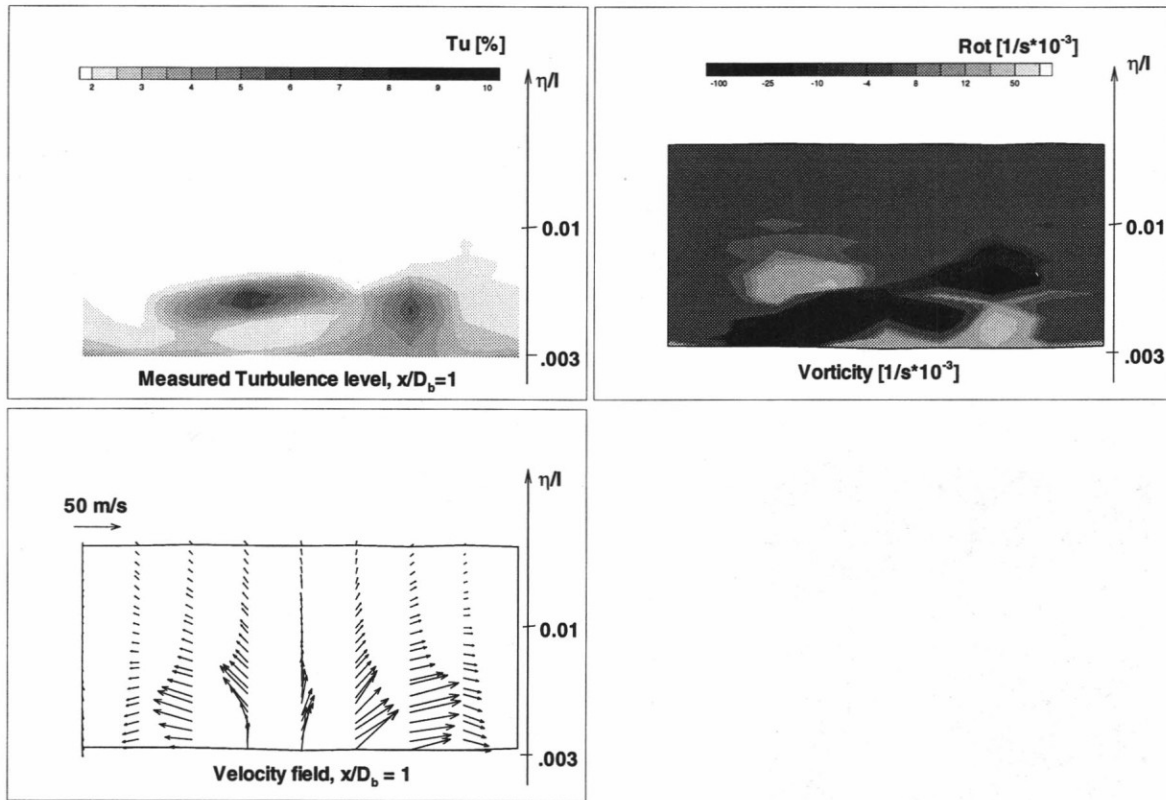 Tu [%]
2 3 4 5 6 7 8 9 10
η/l
0.01
.003
Measured Turbulence level, x/D_b=1
Rot [1/s*10^-3]
-100 -25 -10 -4 8 12 50
η/l
0.01
.003
Vorticity [1/s*10^-3]
50 m/s
η/l
0.01
.003
Velocity field, x/D_b = 1